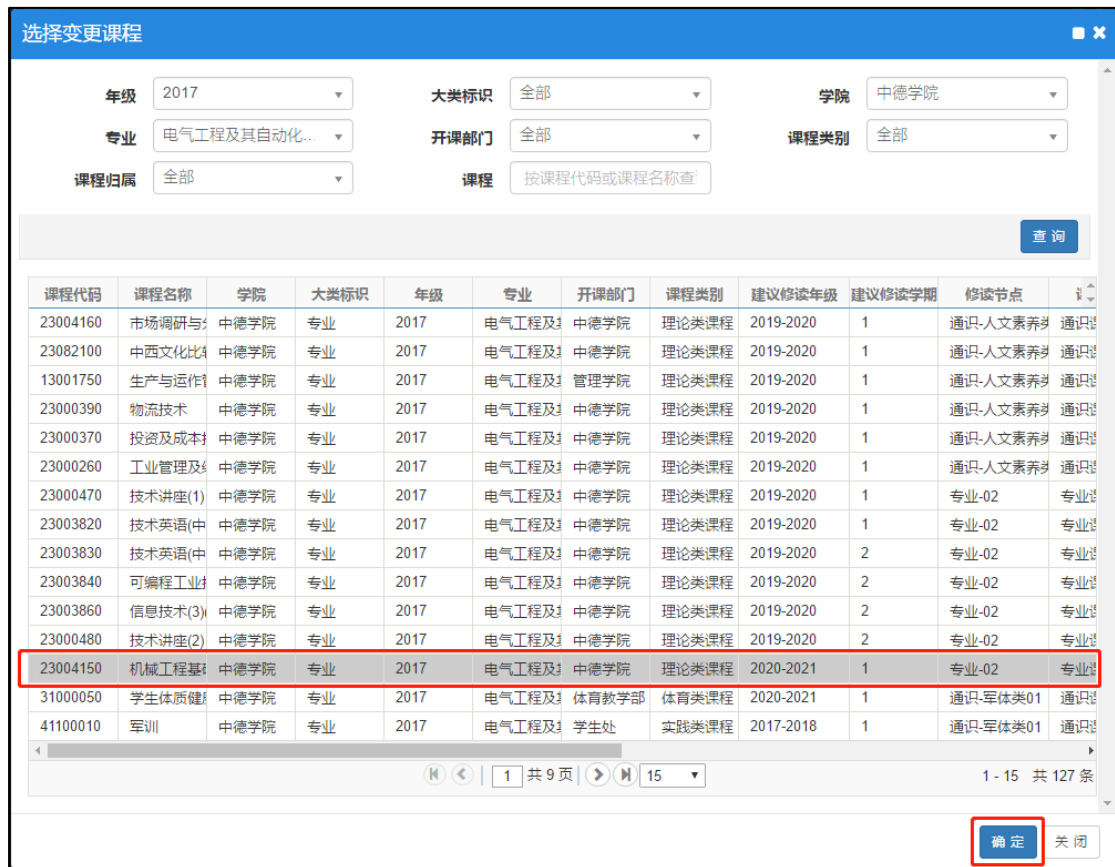 选择变更课程
年级 2017 大类标识 全部 学院 中德学院
专业 电气工程及其自动化... 开课部门 全部 课程类别 全部
课程归属 全部 课程 按课程代码或课程名称查
查询
课程代码 课程名称 学院 大类标识 年级 专业 开课部门 课程类别 建议修读年级 建议修读学期 修读节点
23004160 市场调研与 中德学院 专业 2017 电气工程及 中德学院 理论类课程 2019-2020 1 通识-人文素养类 通识
23082100 中西文化比 中德学院 专业 2017 电气工程及 中德学院 理论类课程 2019-2020 1 通识-人文素养类 通识
13001750 生产与运作 中德学院 专业 2017 电气工程及 管理学院 理论类课程 2019-2020 1 通识-人文素养类 通识
23000390 物流技术 中德学院 专业 2017 电气工程及 中德学院 理论类课程 2019-2020 1 通识-人文素养类 通识
23000370 投资及成本 中德学院 专业 2017 电气工程及 中德学院 理论类课程 2019-2020 1 通识-人文素养类 通识
23000260 工业管理及 中德学院 专业 2017 电气工程及 中德学院 理论类课程 2019-2020 1 通识-人文素养类 通识
23000470 技术讲座(1) 中德学院 专业 2017 电气工程及 中德学院 理论类课程 2019-2020 1 专业-02 专业
23003820 技术英语(中 中德学院 专业 2017 电气工程及 中德学院 理论类课程 2019-2020 1 专业-02 专业
23003830 技术英语(中 中德学院 专业 2017 电气工程及 中德学院 理论类课程 2019-2020 2 专业-02 专业
23003840 可编程工业 中德学院 专业 2017 电气工程及 中德学院 理论类课程 2019-2020 2 专业-02 专业
23003860 信息技术(3)( 中德学院 专业 2017 电气工程及 中德学院 理论类课程 2019-2020 2 专业-02 专业
23000480 技术讲座(2) 中德学院 专业 2017 电气工程及 中德学院 理论类课程 2019-2020 2 专业-02 专业
23004150 机械工程基 中德学院 专业 2017 电气工程及 中德学院 理论类课程 2020-2021 1 专业-02 专业
31000050 学生体质健 中德学院 专业 2017 电气工程及 体育教学部 体育类课程 2020-2021 1 通识-军体类01 通识
41100010 军训 中德学院 专业 2017 电气工程及 学生处 实践类课程 2017-2018 1 通识-军体类01 通识
1 共 9 页 15 1 - 15 共 127 条
确定 关闭